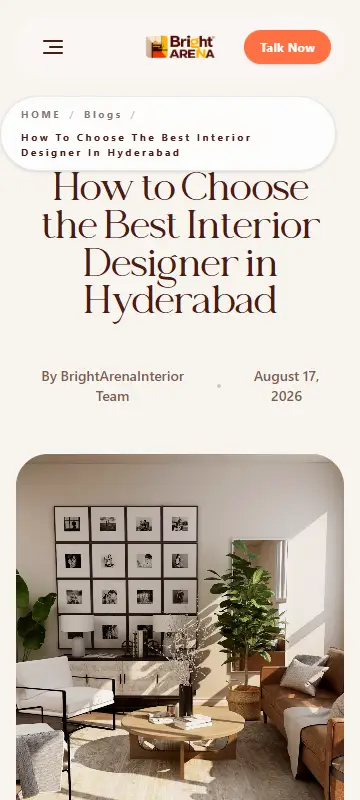 Bright
ARENA
Talk Now
HOME / Blogs /
How To Choose The Best Interior
Designer In Hyderabad
How to Choose
the Best Interior
Designer in
Hyderabad
By BrightArenaInterior
Team
•
August 17,
2026